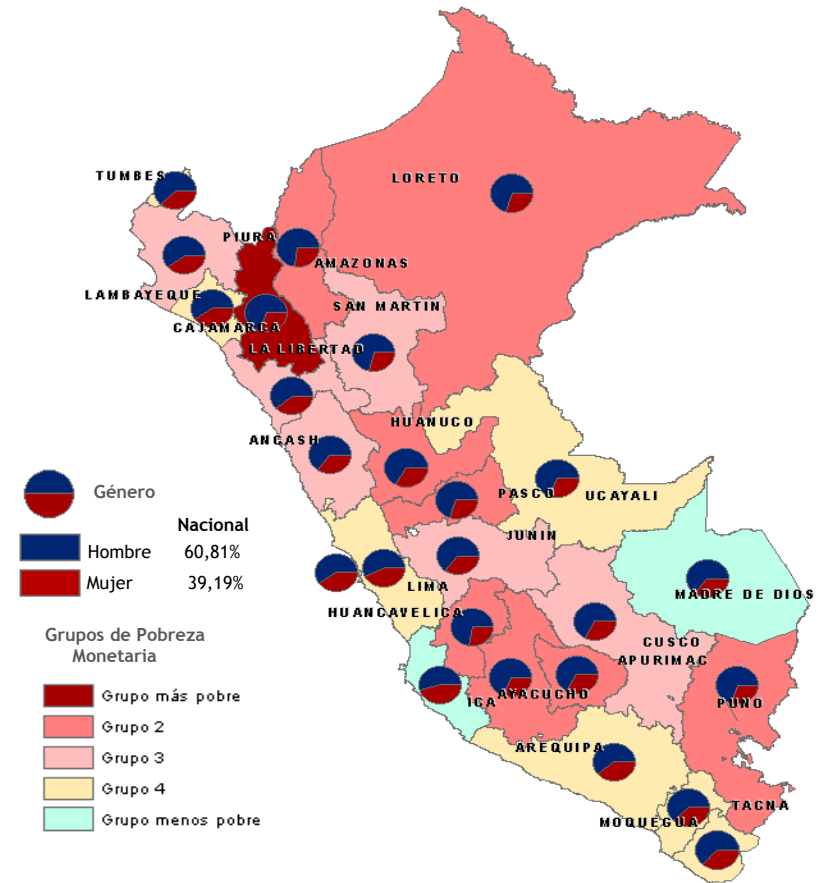 TUMBES
LORETO
PIURA
AMAZONAS
LAMBAYEQUE
SAN MARTIN
CAJAMARCA
LA LIBERTAD
HUANUCO
ANCASH
PASCO
UCAYALI
JUNIN
LIMA
MADRE DE DIOS
HUANCAVELICA
CUSCO
APURIMAC
AYACUCHO
ICA
PUNO
AREQUIPA
TACNA
MOQUEGUA
Género
Nacional
Hombre 60,81%
Mujer 39,19%
Grupos de Pobreza
Monetaria
Grupo más pobre
Grupo 2
Grupo 3
Grupo 4
Grupo menos pobre